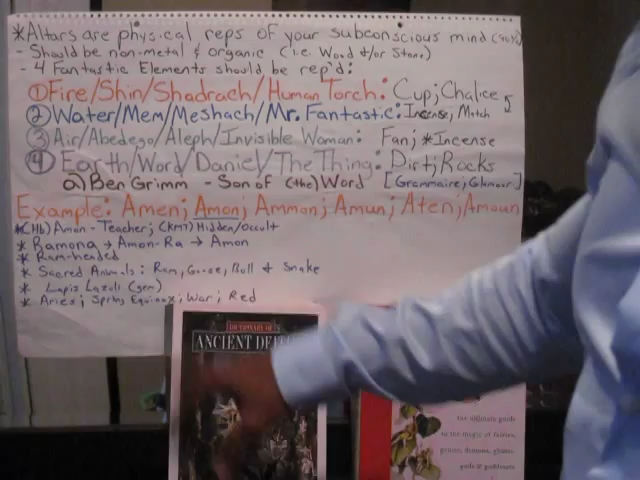 *Altars are physical reps of your subconscious mind (90%)
- Should be non-metal & organic (i.e. Wood &/or Stone)
- 4 Fantastic Elements should be rep'd:
① Fire/Shin/Shadrach/Human Torch: Cup; Chalice
② Water/Mem/Meshach/Mr. Fantastic: Incense, Match
③ Air/Abedego/Aleph/Invisible Woman: Fan; *Incense
④ Earth/Word/Daniel/The Thing: Dirt; Rocks
a) Ben Grimm - Son of (the) Word [Grammaire; Glamour]
Example: Amen; Amon; Ammon; Amun; Aten; Amoun
*(Hb) Amon - Teacher; (KMT) Hidden/Occult
* Ramona → Amon-Ra → Amon
* Ram-headed
* Sacred Animals: Ram, Goose, Bull & Snake
* Lapis Lazoli (gem)
* Aries; Spring Equinox; War; Red
DICTIONARY OF
ANCIENT
the ultimate guide
to the magic of fairies,
genies, demons, ghosts,
gods & goddesses